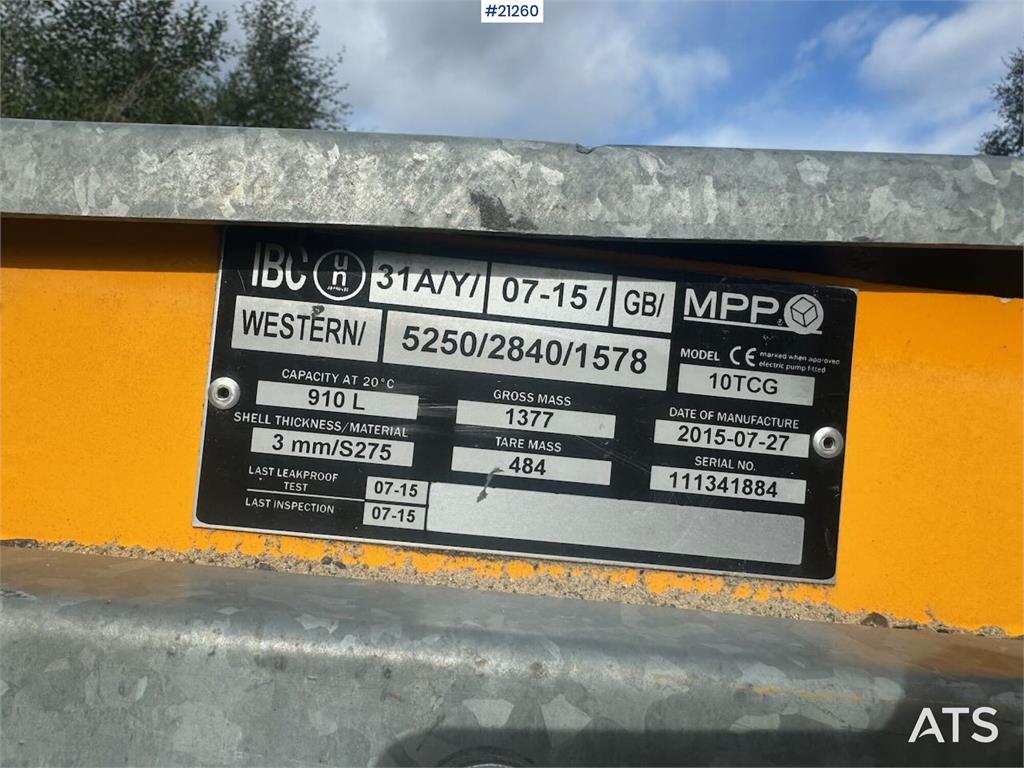 #21260
IBC un 31A/Y/ 07-15 / GB/ MPP
WESTERN/ 5250/2840/1578
MODEL CE marked when approved electric pump fitted
10TCG
CAPACITY AT 20°C
910 L
GROSS MASS
1377
DATE OF MANUFACTURE
2015-07-27
SHELL THICKNESS/MATERIAL
3 mm/S275
TARE MASS
484
SERIAL NO.
111341884
LAST LEAKPROOF TEST 07-15
LAST INSPECTION 07-15
ATS